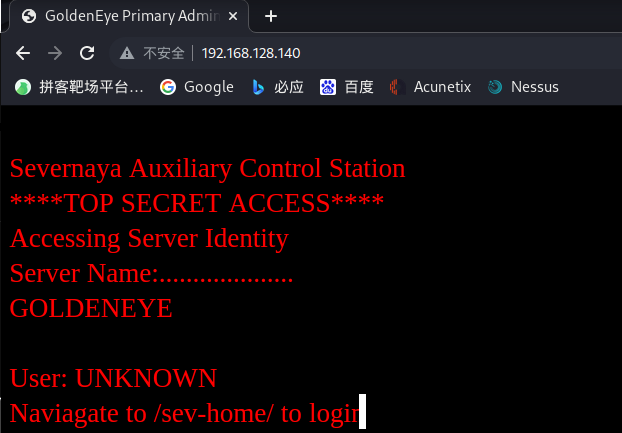 GoldenEye Primary Admin
不安全 192.168.128.140
拼客靶场平台… Google 必应 百度 Acunetix Nessus
Severnaya Auxiliary Control Station
****TOP SECRET ACCESS****
Accessing Server Identity
Server Name:....................
GOLDENEYE
User: UNKNOWN
Naviagate to /sev-home/ to login